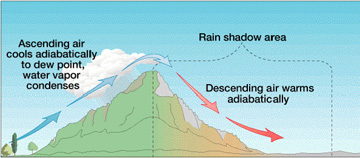 Ascending air
cools adiabatically
to dew point,
water vapor
condenses
Rain shadow area
Descending air warms
adiabatically